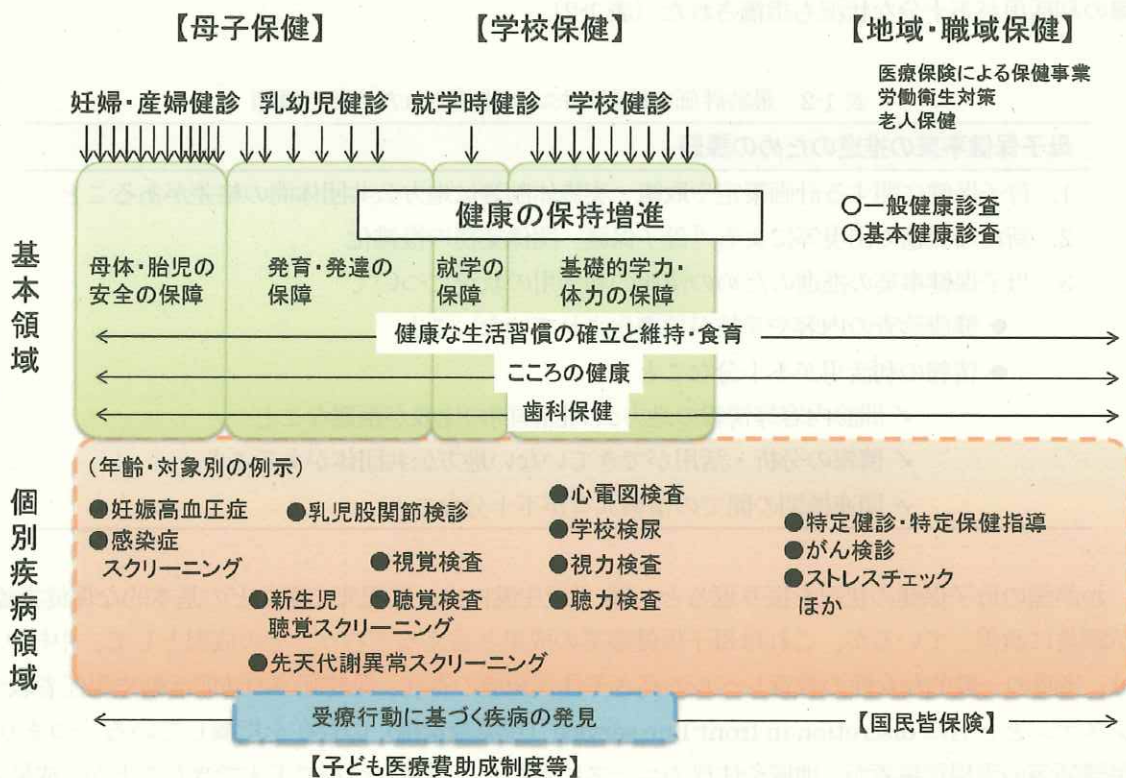 【母子保健】 【学校保健】 【地域・職域保健】
医療保険による保健事業
労働衛生対策
老人保健
妊婦・産婦健診 乳幼児健診 就学時健診 学校健診
健康の保持増進
○一般健康診査
○基本健康診査
基本領域
母体・胎児の
安全の保障
発育・発達の
保障
就学の
保障
基礎的学力・
体力の保障
健康な生活習慣の確立と維持・食育
こころの健康
歯科保健
個別疾病領域
(年齢・対象別の例示)
●妊娠高血圧症
●感染症
スクリーニング
●乳児股関節検診
●視覚検査
●聴覚検査
●新生児
聴覚スクリーニング
●先天代謝異常スクリーニング
●心電図検査
●学校検尿
●視力検査
●聴力検査
●特定健診・特定保健指導
●がん検診
●ストレスチェック
ほか
受療行動に基づく疾病の発見
【国民皆保険】
【子ども医療費助成制度等】